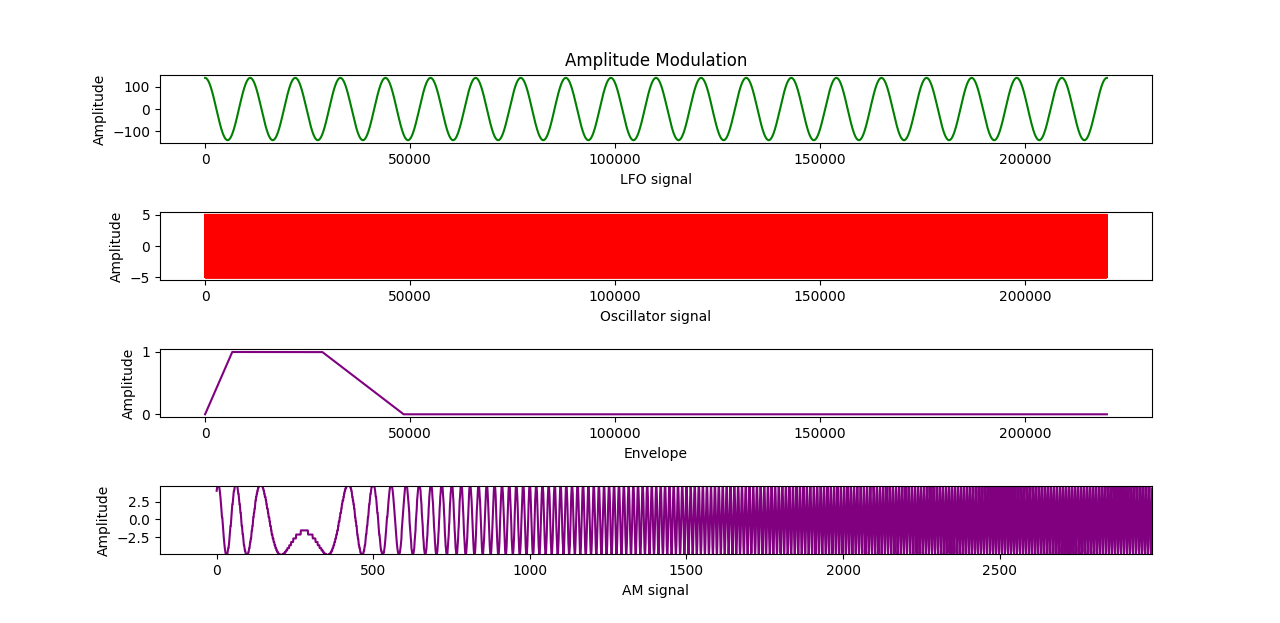 Amplitude Modulation
Amplitude
100
0
−100
0 50000 100000 150000 200000
LFO signal
Amplitude
5
0
−5
0 50000 100000 150000 200000
Oscillator signal
Amplitude
1
0
0 50000 100000 150000 200000
Envelope
Amplitude
2.5
0.0
−2.5
0 500 1000 1500 2000 2500
AM signal